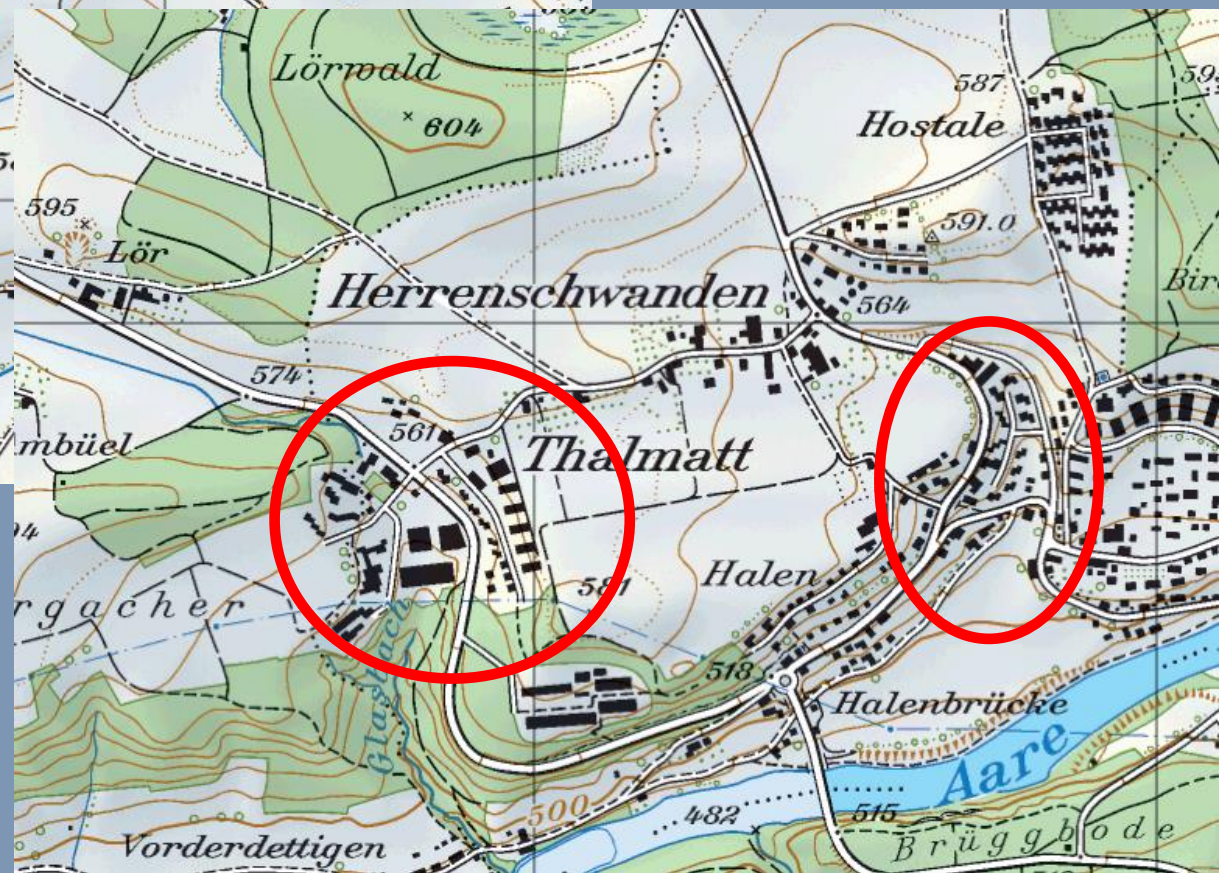 Lörwald
604
587
Hostale
595
Lör
591.0
Herrenschwanden
564
574
561
mbüel
Thalmatt
rgacher
581
Halen
Glasbach
518
Halenbrücke
Aare
500
482
515
Brüggbode
Vorderdettigen